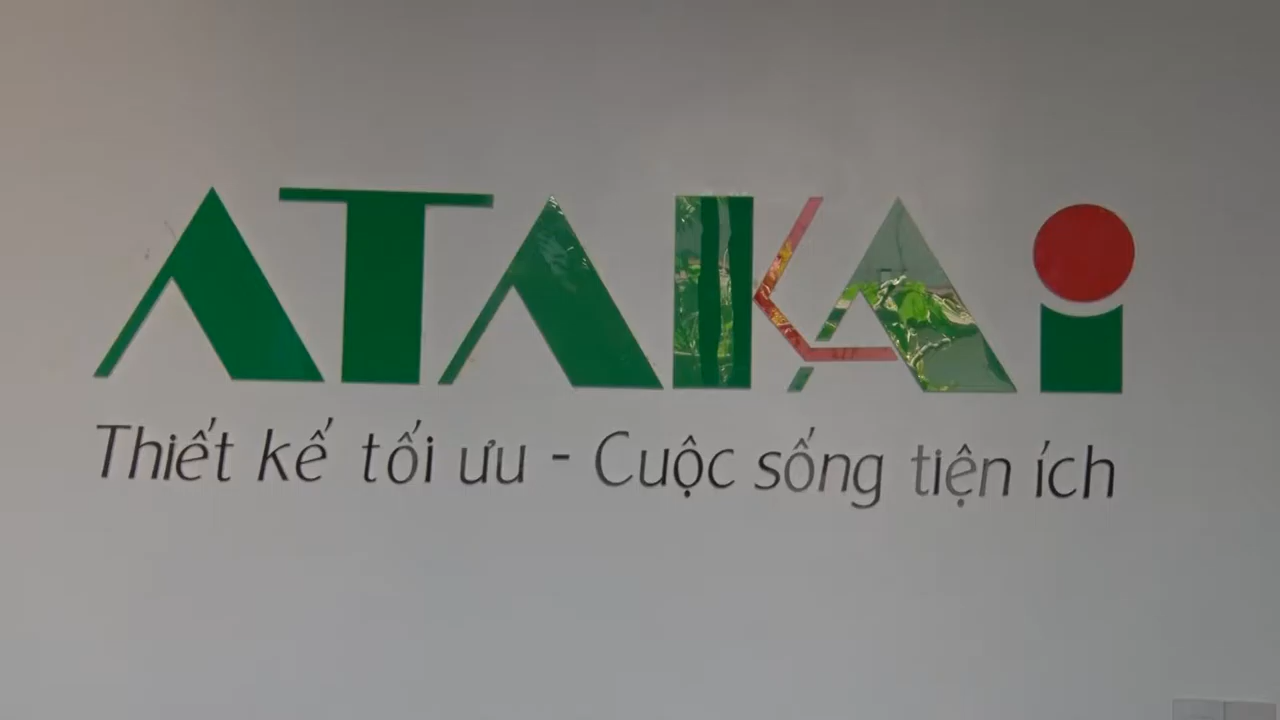 ATAKAi
Thiết kế tối ưu - Cuộc sống tiện ích